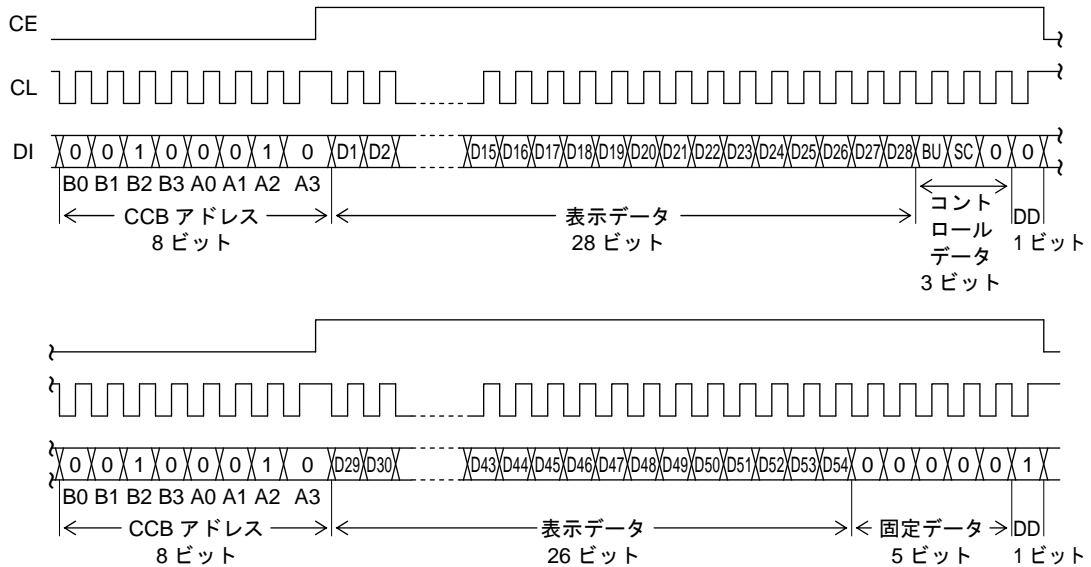 CE
CL
DI 0 0 1 0 0 0 1 0 D1 D2 D15 D16 D17 D18 D19 D20 D21 D22 D23 D24 D25 D26 D27 D28 BU SC 0 0
B0 B1 B2 B3 A0 A1 A2 A3
CCB アドレス
8 ビット
表示データ
28 ビット
コント
ロール
データ
3 ビット
DD
1 ビット
0 0 1 0 0 0 1 0 D29 D30 D43 D44 D45 D46 D47 D48 D49 D50 D51 D52 D53 D54 0 0 0 0 0 1
B0 B1 B2 B3 A0 A1 A2 A3
CCB アドレス
8 ビット
表示データ
26 ビット
固定データ
5 ビット
DD
1 ビット